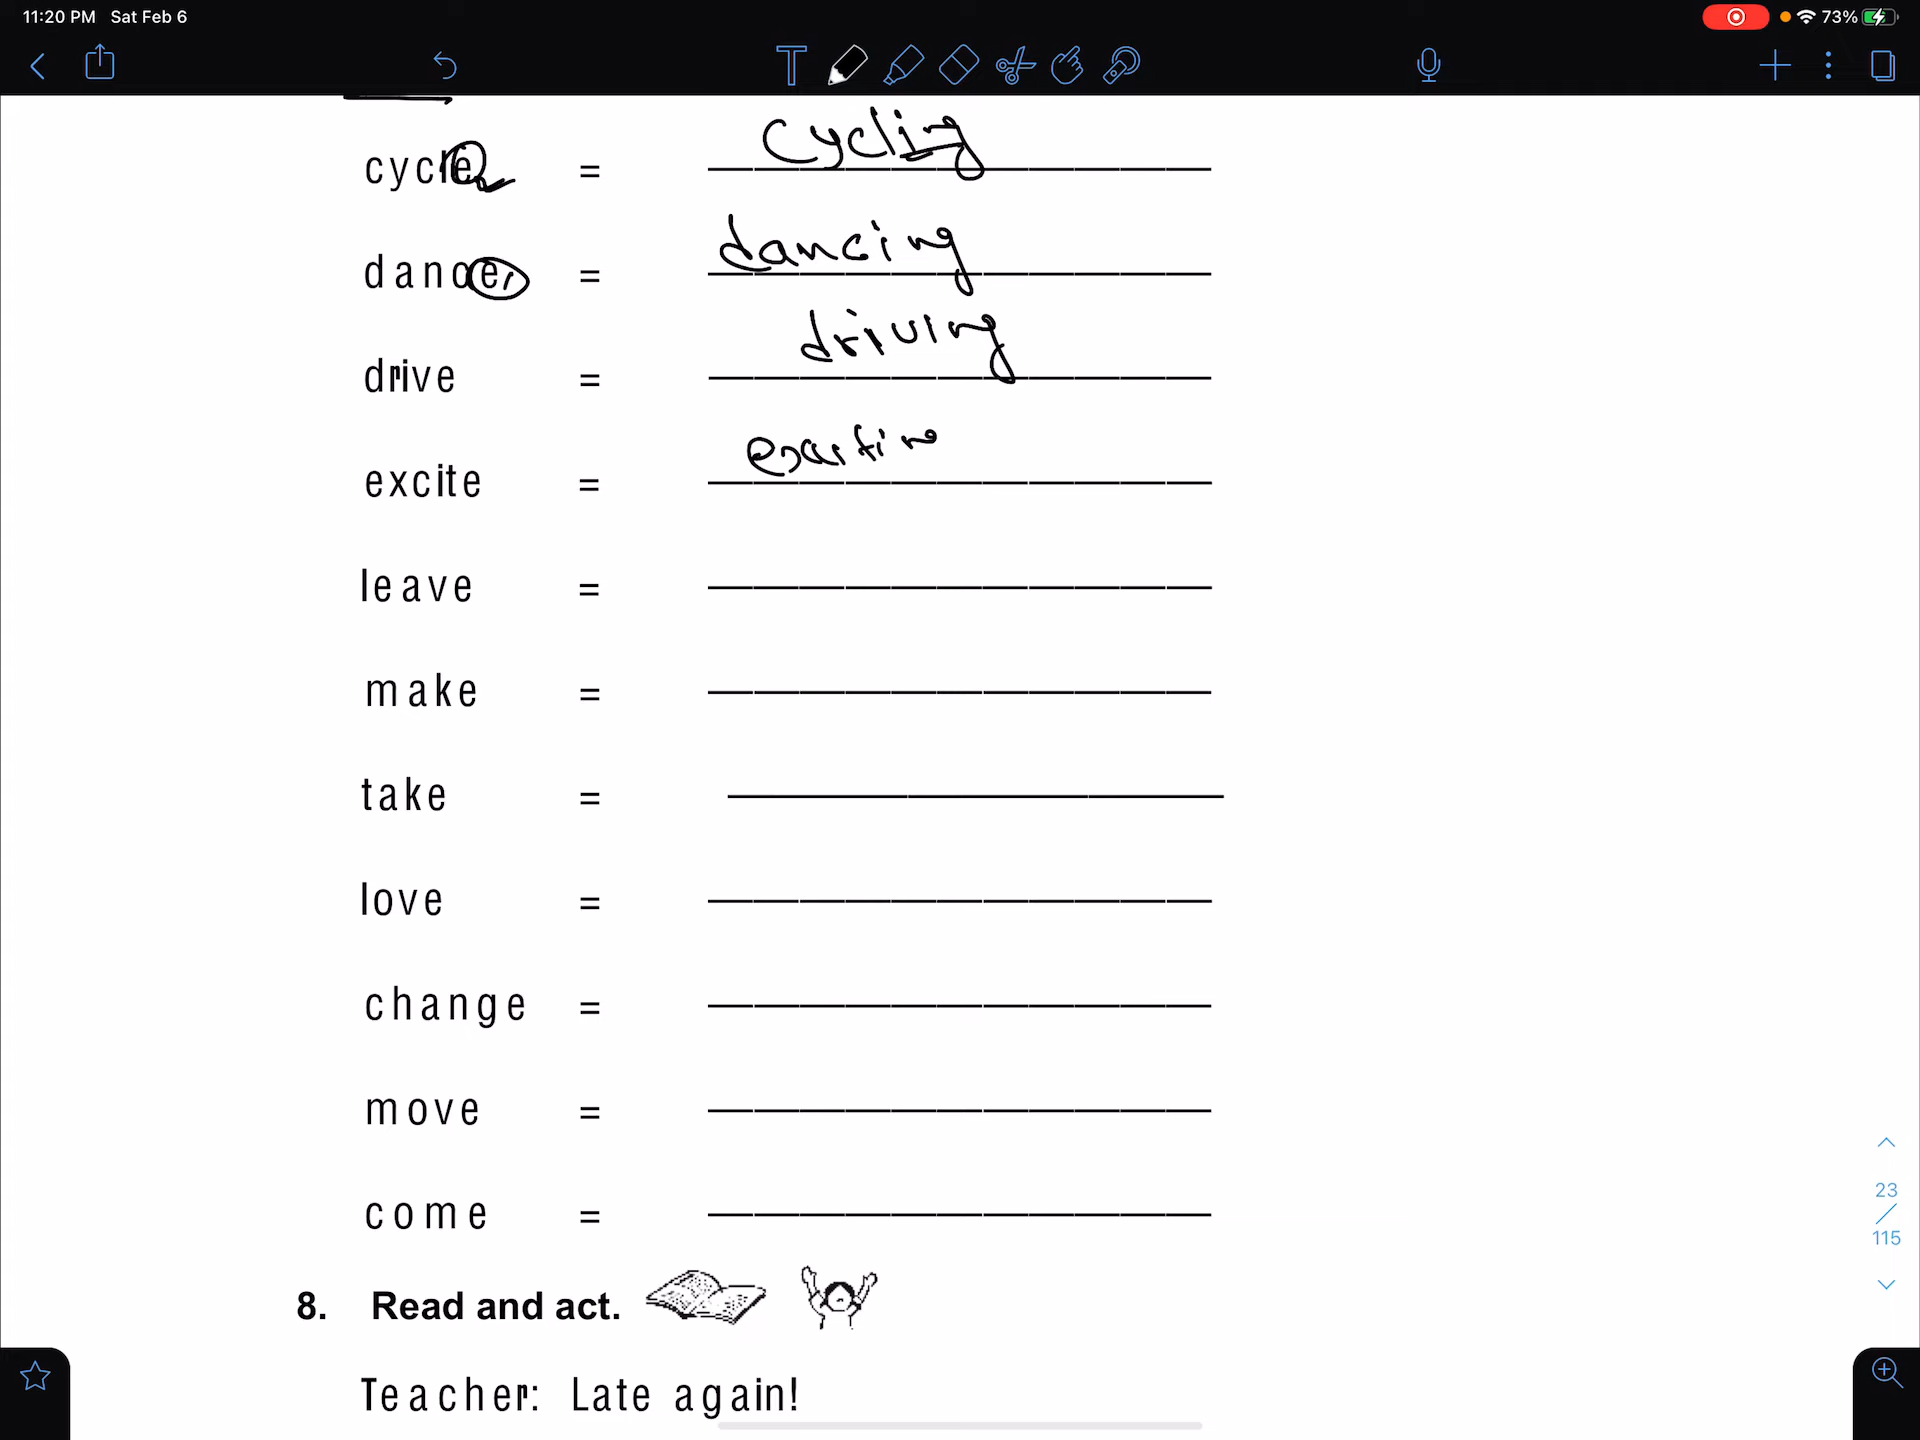 11:20 PM Sat Feb 6 73%
cycle = cycling
dance = dancing
drive = driving
excite =
leave =
make =
take =
love =
change =
move =
come =
23
/
115
8. Read and act.
Teacher: Late again!